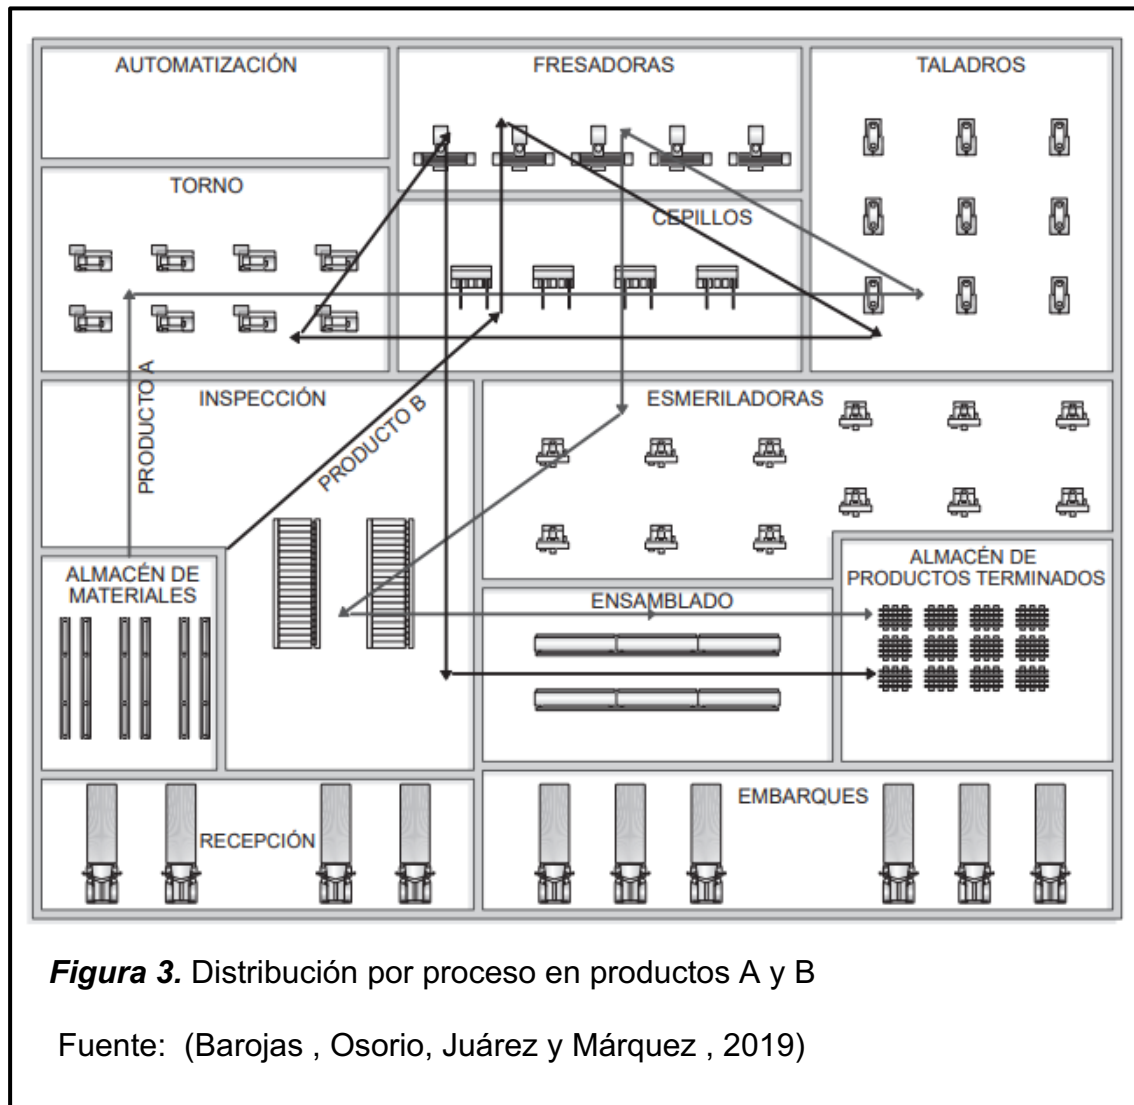 AUTOMATIZACIÓN
FRESADORAS
TALADROS
TORNO
CEPILLOS
PRODUCTO A
INSPECCIÓN
PRODUCTO B
ESMERILADORAS
ALMACÉN DE
MATERIALES
ENSAMBLADO
ALMACÉN DE
PRODUCTOS TERMINADOS
RECEPCIÓN
EMBARQUES
Figura 3. Distribución por proceso en productos A y B
Fuente: (Barojas , Osorio, Juárez y Márquez , 2019)